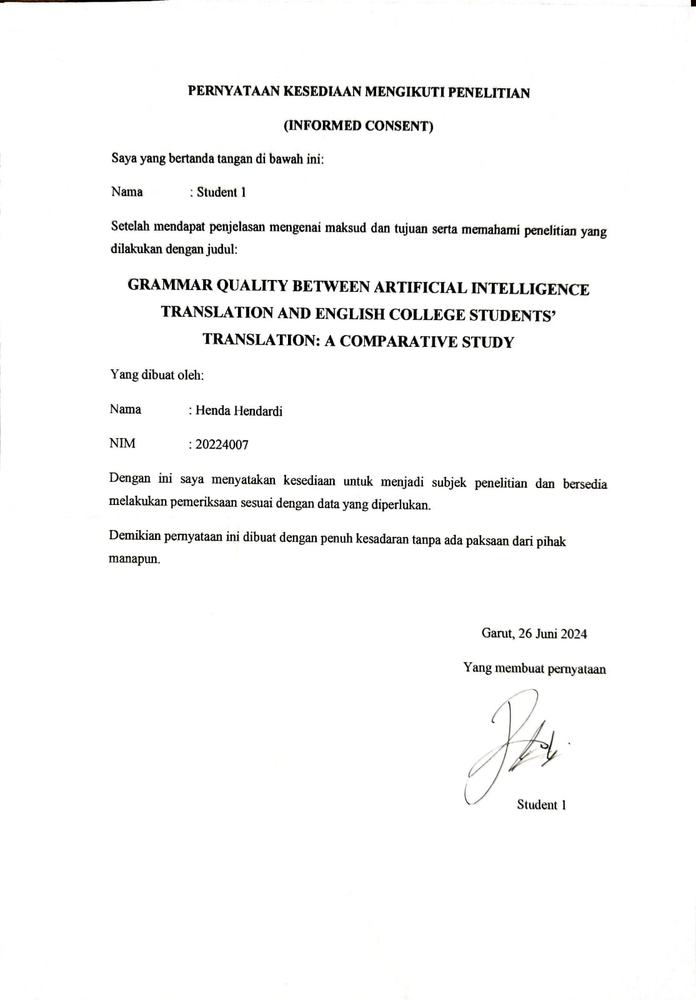 PERNYATAAN KESEDIAAN MENGIKUTI PENELITIAN
(INFORMED CONSENT)
Saya yang bertanda tangan di bawah ini:
Nama : Student 1
Setelah mendapat penjelasan mengenai maksud dan tujuan serta memahami penelitian yang
dilakukan dengan judul:
GRAMMAR QUALITY BETWEEN ARTIFICIAL INTELLIGENCE
TRANSLATION AND ENGLISH COLLEGE STUDENTS’
TRANSLATION: A COMPARATIVE STUDY
Yang dibuat oleh:
Nama : Henda Hendardi
NIM : 20224007
Dengan ini saya menyatakan kesediaan untuk menjadi subjek penelitian dan bersedia
melakukan pemeriksaan sesuai dengan data yang diperlukan.
Demikian pernyataan ini dibuat dengan penuh kesadaran tanpa ada paksaan dari pihak
manapun.
Garut, 26 Juni 2024
Yang membuat pernyataan
Student 1